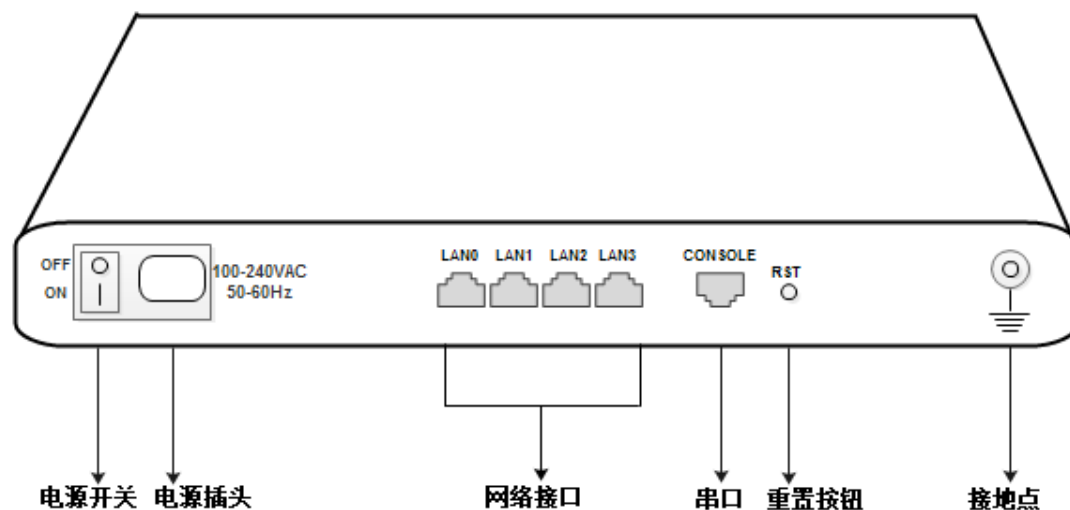 OFF
ON
100-240VAC
50-60Hz
LAN0 LAN1 LAN2 LAN3
CONSOLE
RST
电源开关 电源插头 网络接口 串口 重置按钮 接地点